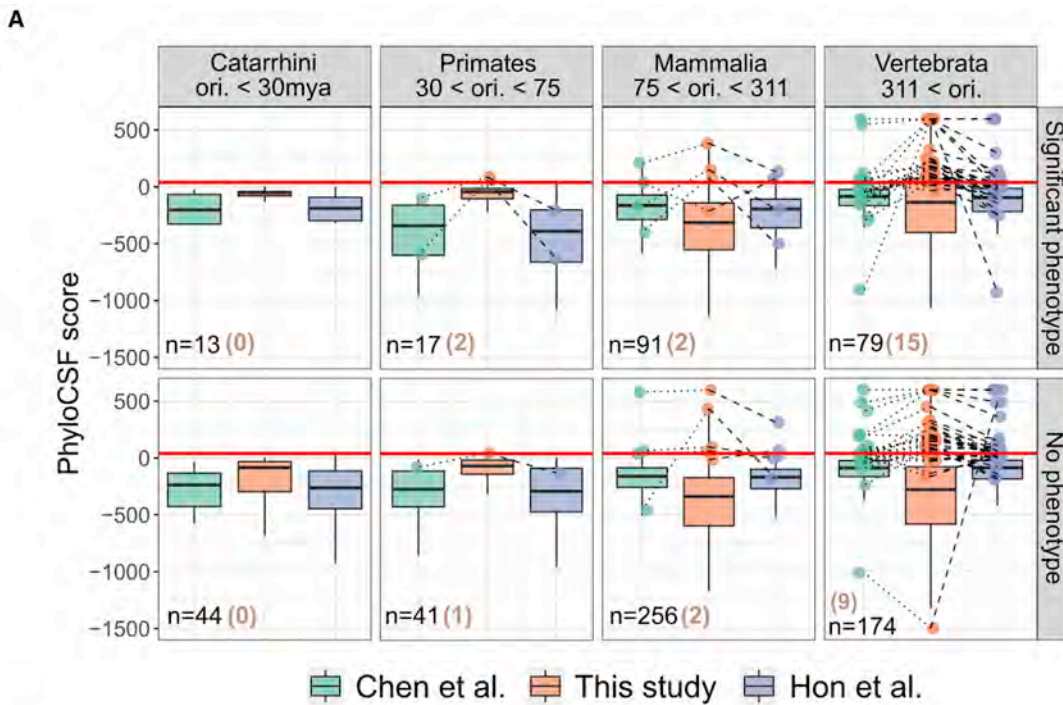 A
Catarrhini
ori. < 30mya
Primates
30 < ori. < 75
Mammalia
75 < ori. < 311
Vertebrata
311 < ori.
PhyloCSF score
500
0
−500
−1000
−1500
n=13 (0)
n=17 (2)
n=91 (2)
n=79 (15)
Significant phenotype
500
0
−500
−1000
−1500
n=44 (0)
n=41 (1)
n=256 (2)
(9)
n=174
No phenotype
Chen et al.
This study
Hon et al.